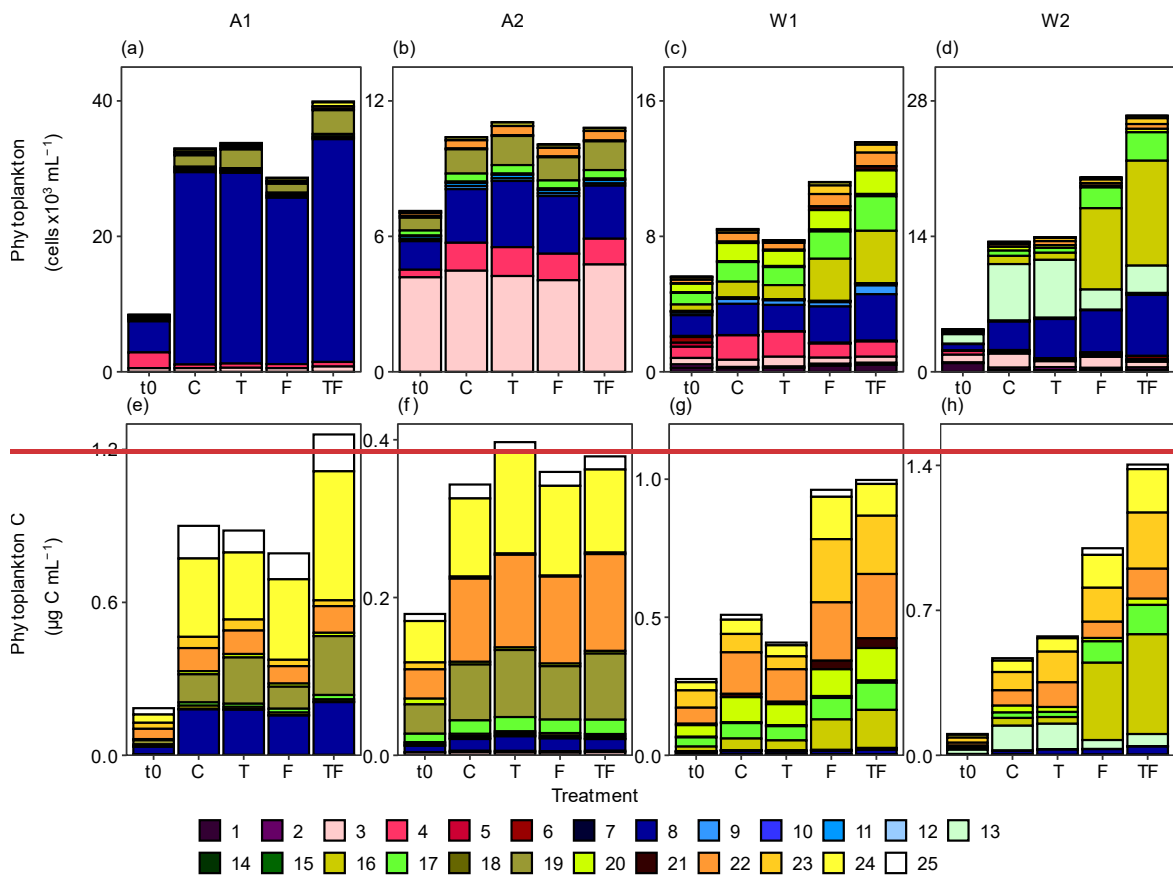 A1 A2 W1 W2
(a) (b) (c) (d)
Phytoplankton
(cells x10³ mL⁻¹)
40 12 16 28
20 6 8 14
0 0 0 0
t0 C T F TF t0 C T F TF t0 C T F TF t0 C T F TF
(e) (f) (g) (h)
Phytoplankton C
(µg C mL⁻¹)
1.2 0.4 1.0 1.4
0.6 0.2 0.5 0.7
0.0 0.0 0.0 0.0
t0 C T F TF t0 C T F TF t0 C T F TF t0 C T F TF
Treatment
1 2 3 4 5 6 7 8 9 10 11 12 13
14 15 16 17 18 19 20 21 22 23 24 25